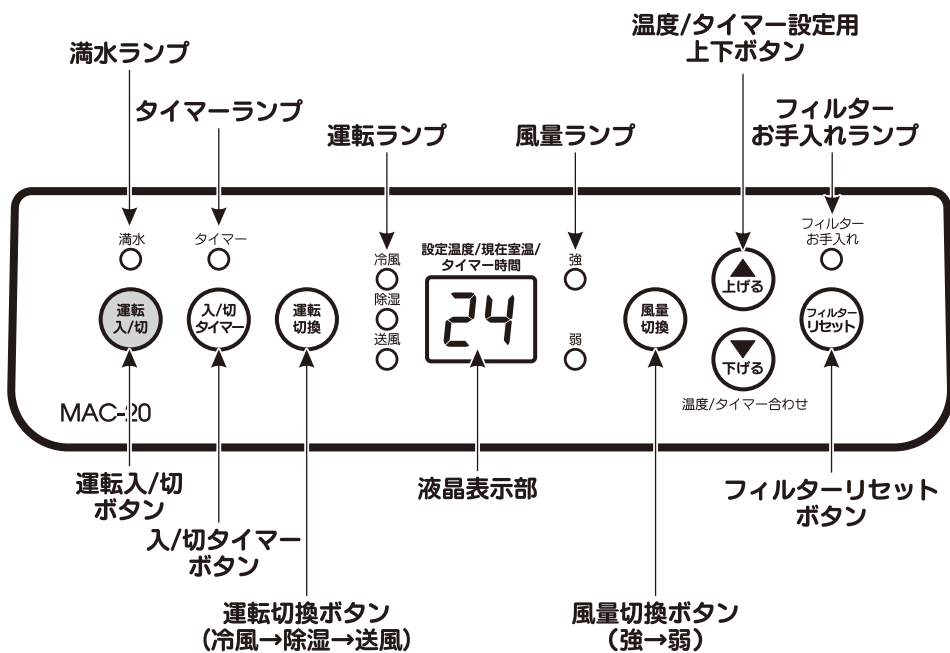 満水ランプ
タイマーランプ
運転ランプ
風量ランプ
温度/タイマー設定用
上下ボタン
フィルター
お手入れランプ
満水
タイマー
冷風
除湿
送風
設定温度/現在室温/
タイマー時間
24
強
弱
フィルター
お手入れ
運転
入/切
入/切
タイマー
運転
切換
風量
切換
上げる
下げる
フィルター
リセット
温度/タイマー合わせ
MAC-20
運転入/切
ボタン
入/切タイマー
ボタン
運転切換ボタン
(冷風→除湿→送風)
液晶表示部
風量切換ボタン
(強→弱)
フィルターリセット
ボタン